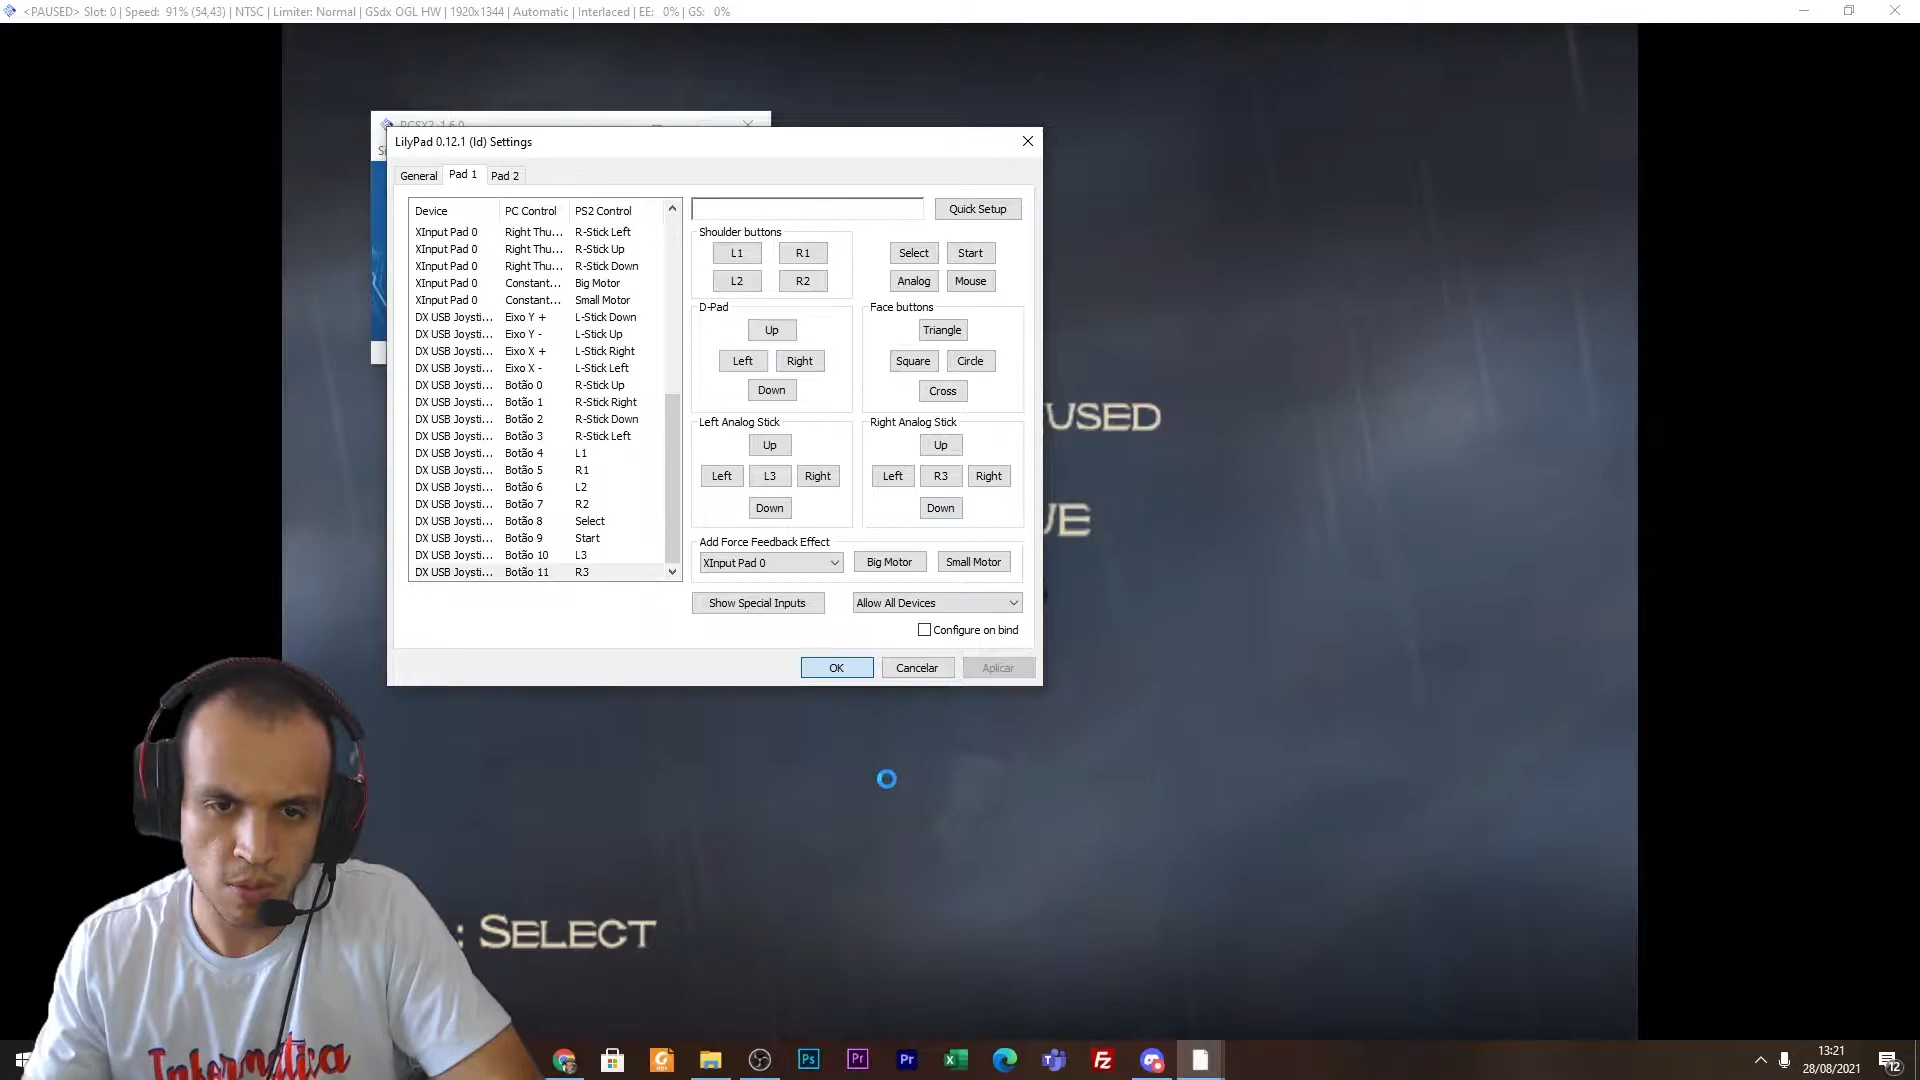 <PAUSED> Slot: 0 | Speed: 91% (54,43) | NTSC | Limiter: Normal | GSdx OGL HW | 1920x1344 | Automatic | Interlaced | EE: 0% | GS: 0%
PCSX2 1.6.0
LilyPad 0.12.1 (ld) Settings
General Pad 1 Pad 2
Device PC Control PS2 Control
XInput Pad 0 Right Thu... R-Stick Left
XInput Pad 0 Right Thu... R-Stick Up
XInput Pad 0 Right Thu... R-Stick Down
XInput Pad 0 Constant... Big Motor
XInput Pad 0 Constant... Small Motor
DX USB Joysti... Eixo Y + L-Stick Down
DX USB Joysti... Eixo Y - L-Stick Up
DX USB Joysti... Eixo X + L-Stick Right
DX USB Joysti... Eixo X - L-Stick Left
DX USB Joysti... Botão 0 R-Stick Up
DX USB Joysti... Botão 1 R-Stick Right
DX USB Joysti... Botão 2 R-Stick Down
DX USB Joysti... Botão 3 R-Stick Left
DX USB Joysti... Botão 4 L1
DX USB Joysti... Botão 5 R1
DX USB Joysti... Botão 6 L2
DX USB Joysti... Botão 7 R2
DX USB Joysti... Botão 8 Select
DX USB Joysti... Botão 9 Start
DX USB Joysti... Botão 10 L3
DX USB Joysti... Botão 11 R3
Quick Setup
Shoulder buttons
L1 R1 Select Start
L2 R2 Analog Mouse
D-Pad Face buttons
Up Triangle
Left Right Square Circle
Down Cross
Left Analog Stick Right Analog Stick
Up Up
Left L3 Right Left R3 Right
Down Down
Add Force Feedback Effect
XInput Pad 0 Big Motor Small Motor
Show Special Inputs Allow All Devices
Configure on bind
OK Cancelar Aplicar
USED
UE
: SELECT
Informática
Ps Pr Pr
13:21
28/08/2021
12